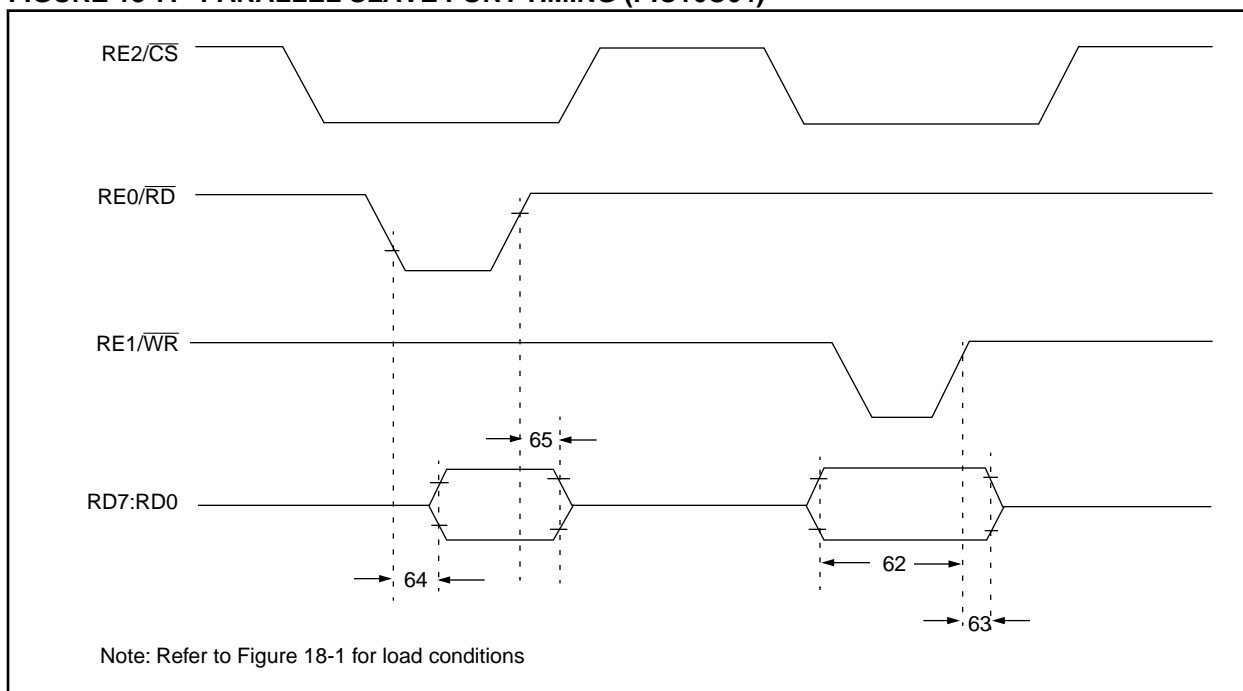 RE2/CS
RE0/RD
RE1/WR
65
RD7:RD0
62
64
63
Note: Refer to Figure 18-1 for load conditions